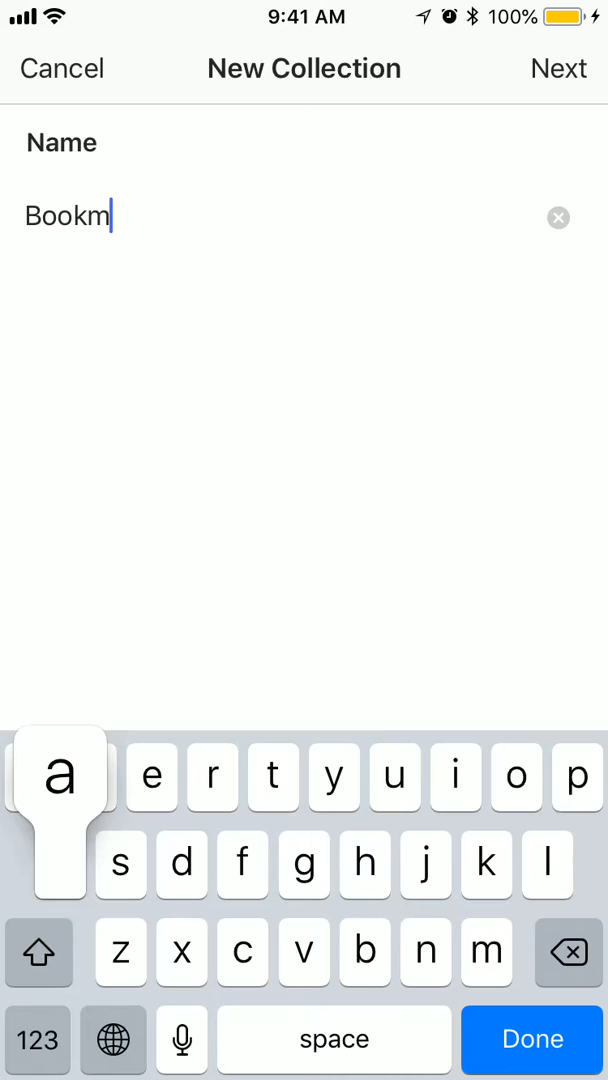 9:41 AM 100%
Cancel New Collection Next
Name
Bookm
a e r t y u i o p
s d f g h j k l
z x c v b n m
123 space Done